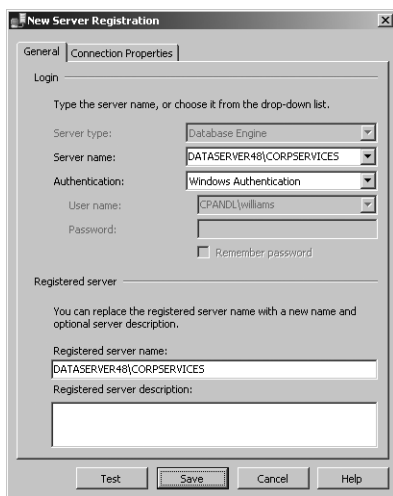 New Server Registration
General
Connection Properties
Login
Type the server name, or choose it from the drop-down list.
Server type: Database Engine
Server name: DATASERVER48\CORPSERVICES
Authentication: Windows Authentication
User name: CPANDL\williams
Password:
Remember password
Registered server
You can replace the registered server name with a new name and
optional server description.
Registered server name:
DATASERVER48\CORPSERVICES
Registered server description:
Test Save Cancel Help